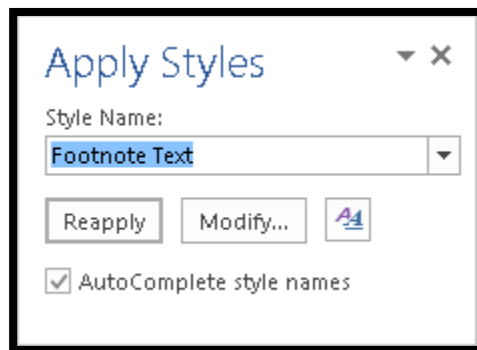 Apply Styles
Style Name:
Footnote Text
Reapply Modify...
AutoComplete style names